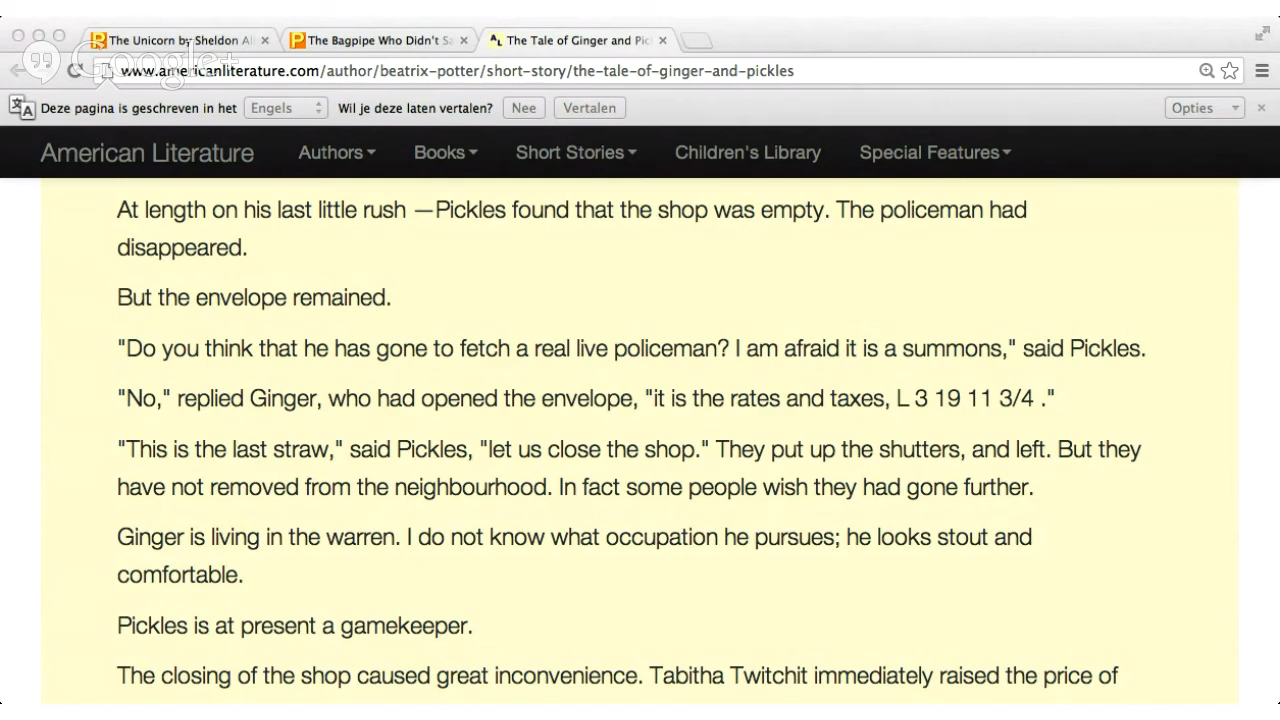 The Unicorn by Sheldon Al
The Bagpipe Who Didn't Sa
The Tale of Ginger and Pic
Google+
www.americanliterature.com/author/beatrix-potter/short-story/the-tale-of-ginger-and-pickles
Deze pagina is geschreven in het Engels Wil je deze laten vertalen? Nee Vertalen Opties
American Literature Authors Books Short Stories Children's Library Special Features
At length on his last little rush —Pickles found that the shop was empty. The policeman had
disappeared.
But the envelope remained.
"Do you think that he has gone to fetch a real live policeman? I am afraid it is a summons," said Pickles.
"No," replied Ginger, who had opened the envelope, "it is the rates and taxes, L 3 19 11 3/4 ."
"This is the last straw," said Pickles, "let us close the shop." They put up the shutters, and left. But they
have not removed from the neighbourhood. In fact some people wish they had gone further.
Ginger is living in the warren. I do not know what occupation he pursues; he looks stout and
comfortable.
Pickles is at present a gamekeeper.
The closing of the shop caused great inconvenience. Tabitha Twitchit immediately raised the price of